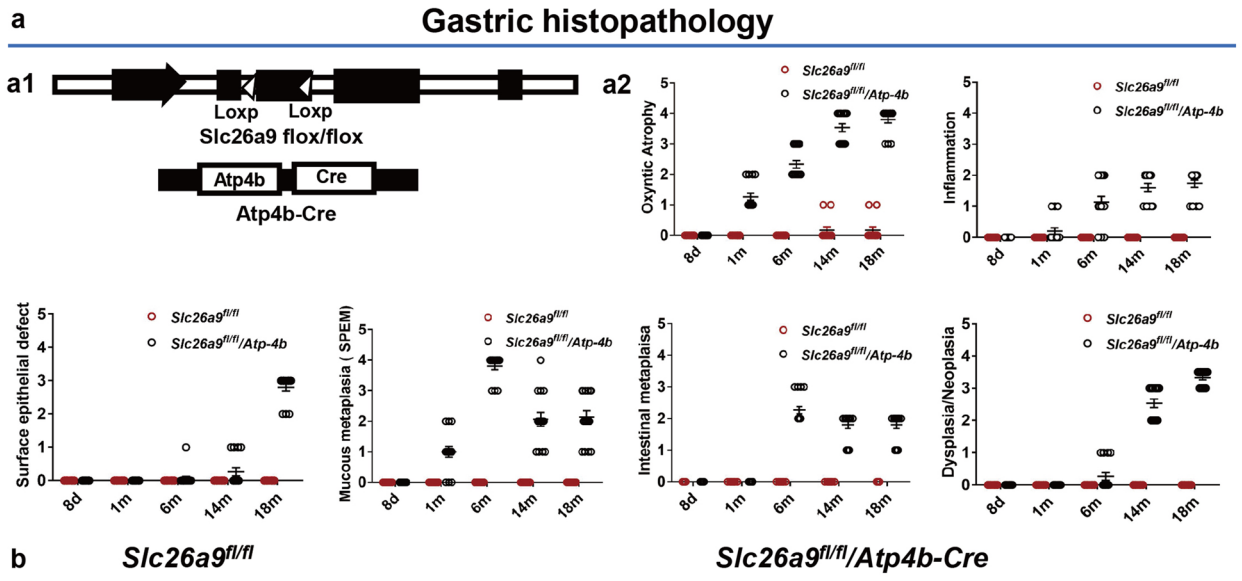 a
Gastric histopathology
a1
Loxp Loxp
Slc26a9 flox/flox
Atp4b Cre
Atp4b-Cre
a2
Slc26a9fl/fl
Slc26a9fl/fl/Atp-4b
Oxyntic Atrophy
5
4
3
2
1
0
8d 1m 6m 14m 18m
Slc26a9fl/fl
Slc26a9fl/fl/Atp-4b
Inflammation
5
4
3
2
1
0
8d 1m 6m 14m 18m
Slc26a9fl/fl
Slc26a9fl/fl/Atp-4b
Surface epithelial defect
5
4
3
2
1
0
8d 1m 6m 14m 18m
Slc26a9fl/fl
Slc26a9fl/fl/Atp-4b
Mucous metaplasia ( SPEM)
5
4
3
2
1
0
8d 1m 6m 14m 18m
Slc26a9fl/fl
Slc26a9fl/fl/Atp-4b
Intestinal metaplaisa
5
4
3
2
1
0
8d 1m 6m 14m 18m
Slc26a9fl/fl
Slc26a9fl/fl/Atp-4b
Dysplasia/Neoplasia
5
4
3
2
1
0
8d 1m 6m 14m 18m
b
Slc26a9fl/fl
Slc26a9fl/fl/Atp4b-Cre